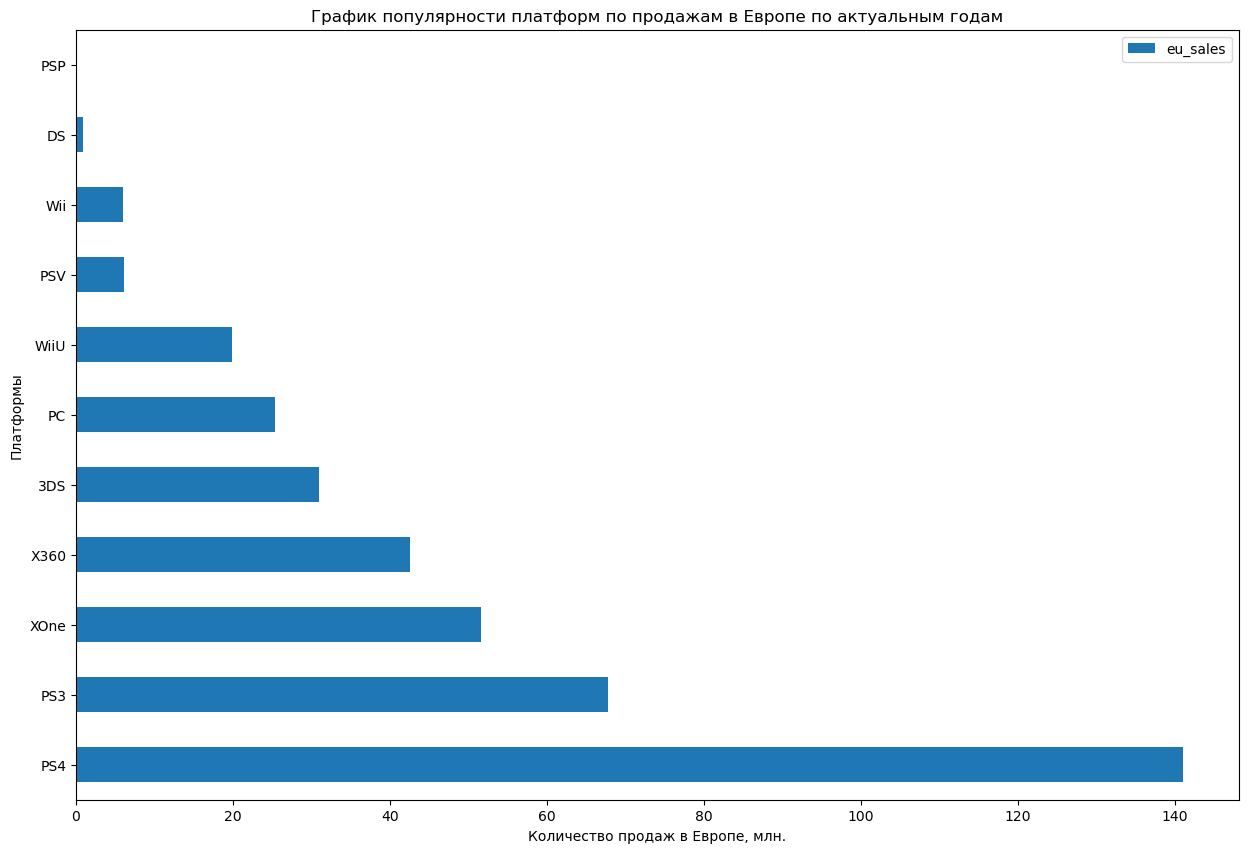 График популярности платформ по продажам в Европе по актуальным годам
eu_sales
Платформы
PSP
DS
Wii
PSV
WiiU
PC
3DS
X360
XOne
PS3
PS4
0 20 40 60 80 100 120 140
Количество продаж в Европе, млн.